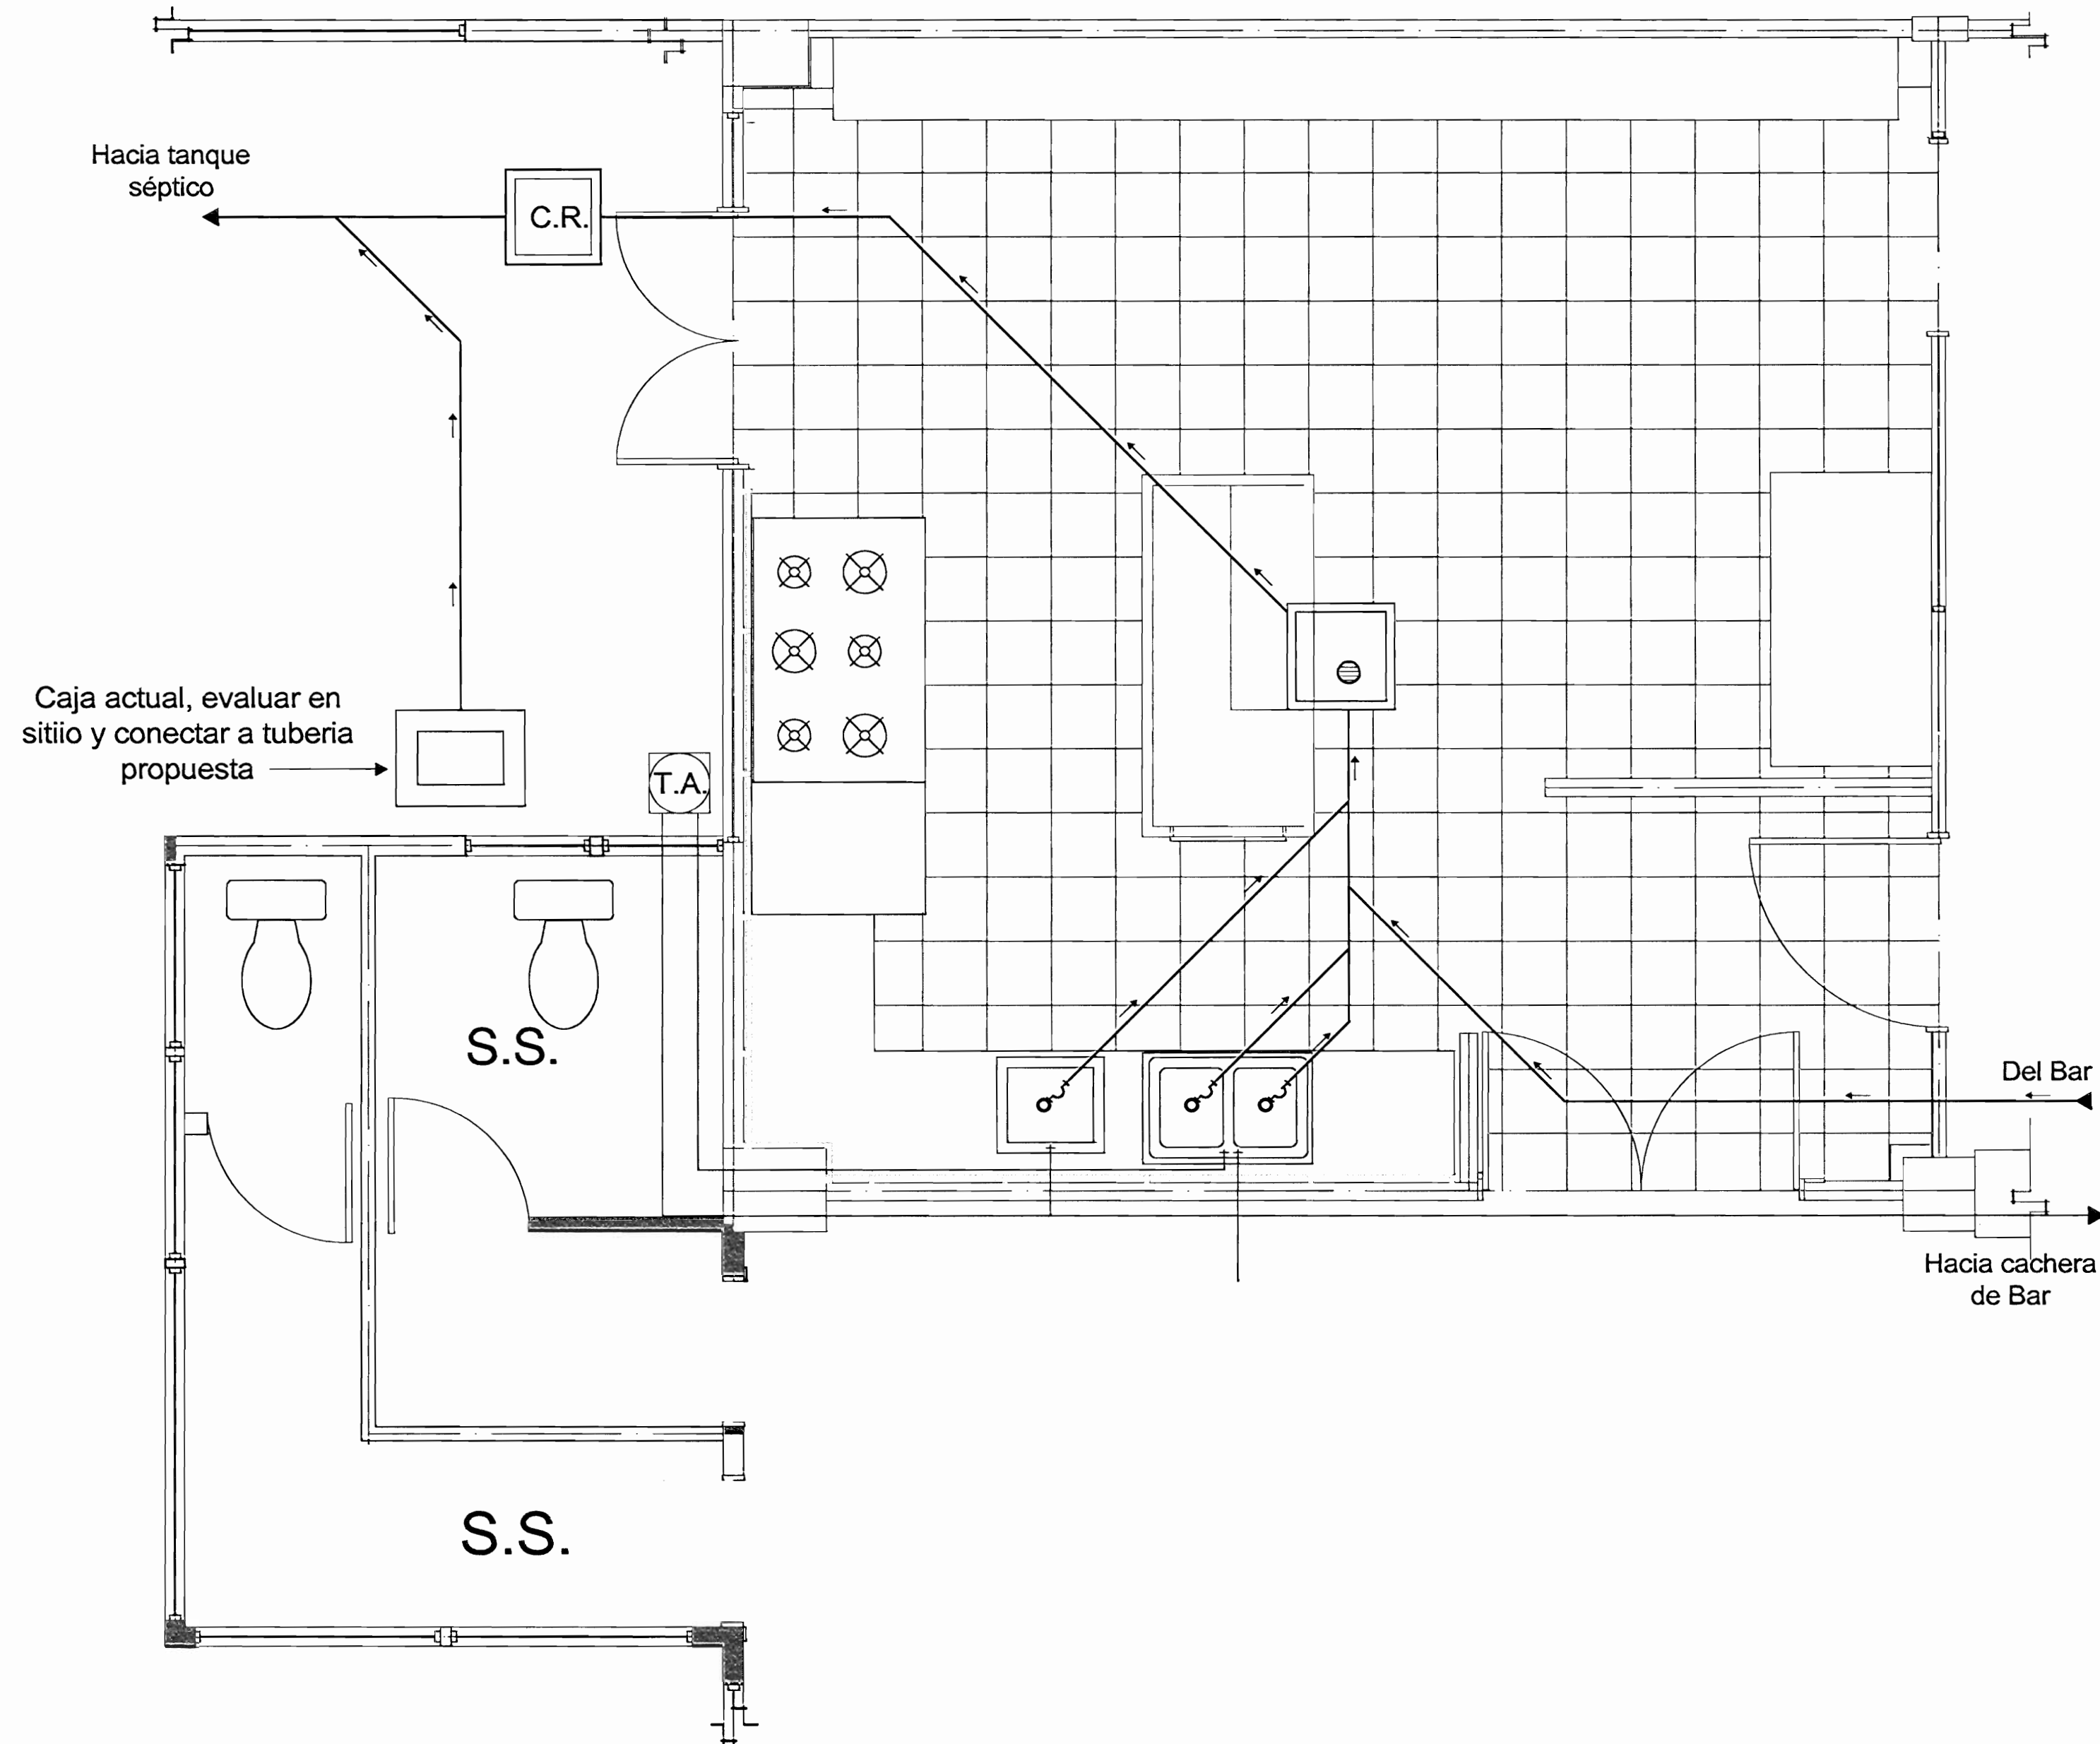 Hacia tanque
séptico
C.R.
Caja actual, evaluar en
sitiio y conectar a tuberia
propuesta
T.A.
S.S.
Del Bar
Hacia cachera
de Bar
S.S.